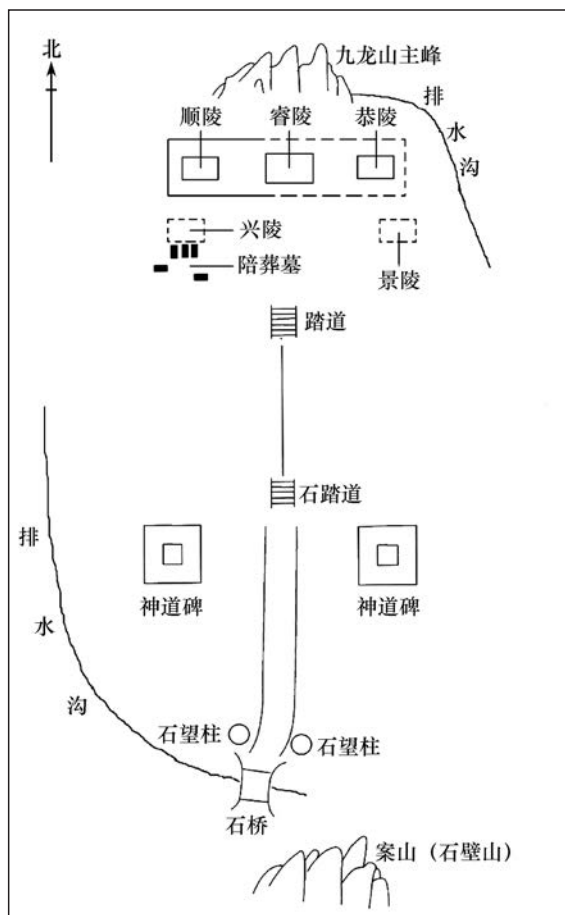 北
九龙山主峰
排水沟
顺陵
睿陵
恭陵
兴陵
陪葬墓
景陵
踏道
石踏道
排水沟
神道碑
神道碑
石望柱
石望柱
石桥
案山（石壁山）